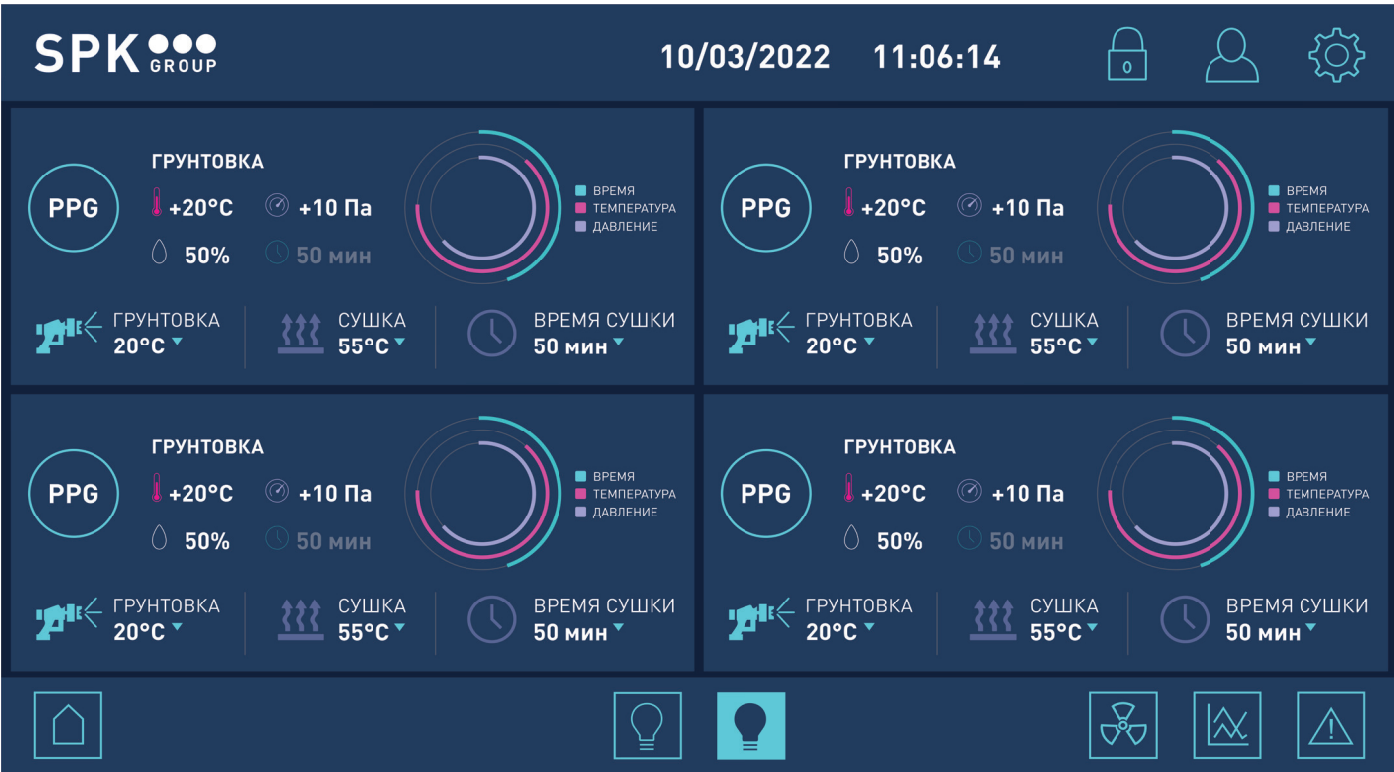 SPK GROUP
10/03/2022 11:06:14
0
PPG
ГРУНТОВКА
+20°C +10 Па
50% 50 мин
ВРЕМЯ
ТЕМПЕРАТУРА
ДАВЛЕНИЕ
ГРУНТОВКА
20°C
СУШКА
55°C
ВРЕМЯ СУШКИ
50 мин
PPG
ГРУНТОВКА
+20°C +10 Па
50% 50 мин
ВРЕМЯ
ТЕМПЕРАТУРА
ДАВЛЕНИЕ
ГРУНТОВКА
20°C
СУШКА
55°C
ВРЕМЯ СУШКИ
50 мин
PPG
ГРУНТОВКА
+20°C +10 Па
50% 50 мин
ВРЕМЯ
ТЕМПЕРАТУРА
ДАВЛЕНИЕ
ГРУНТОВКА
20°C
СУШКА
55°C
ВРЕМЯ СУШКИ
50 мин
PPG
ГРУНТОВКА
+20°C +10 Па
50% 50 мин
ВРЕМЯ
ТЕМПЕРАТУРА
ДАВЛЕНИЕ
ГРУНТОВКА
20°C
СУШКА
55°C
ВРЕМЯ СУШКИ
50 мин